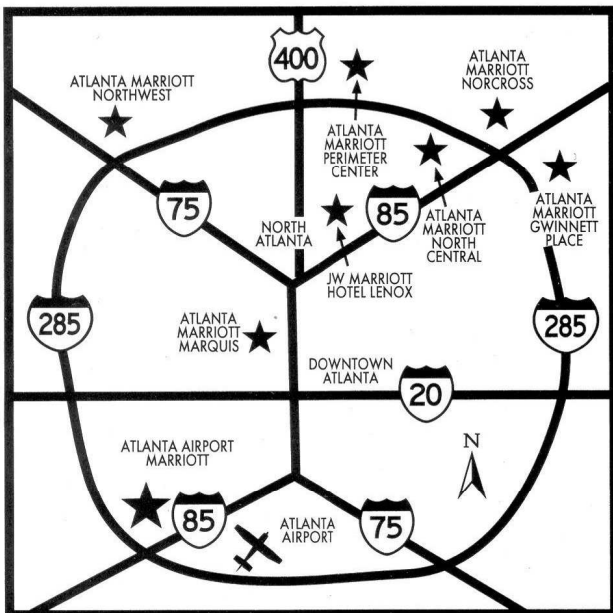 400
ATLANTA MARRIOTT
NORTHWEST
ATLANTA
MARRIOTT
NORCROSS
ATLANTA
MARRIOTT
PERIMETER
CENTER
75
NORTH
ATLANTA
85
ATLANTA
MARRIOTT
NORTH
CENTRAL
ATLANTA
MARRIOTT
GWINNETT
PLACE
JW MARRIOTT
HOTEL LENOX
285
ATLANTA
MARRIOTT
MARQUIS
285
DOWNTOWN
ATLANTA
20
ATLANTA AIRPORT
MARRIOTT
N
85
ATLANTA
AIRPORT
75